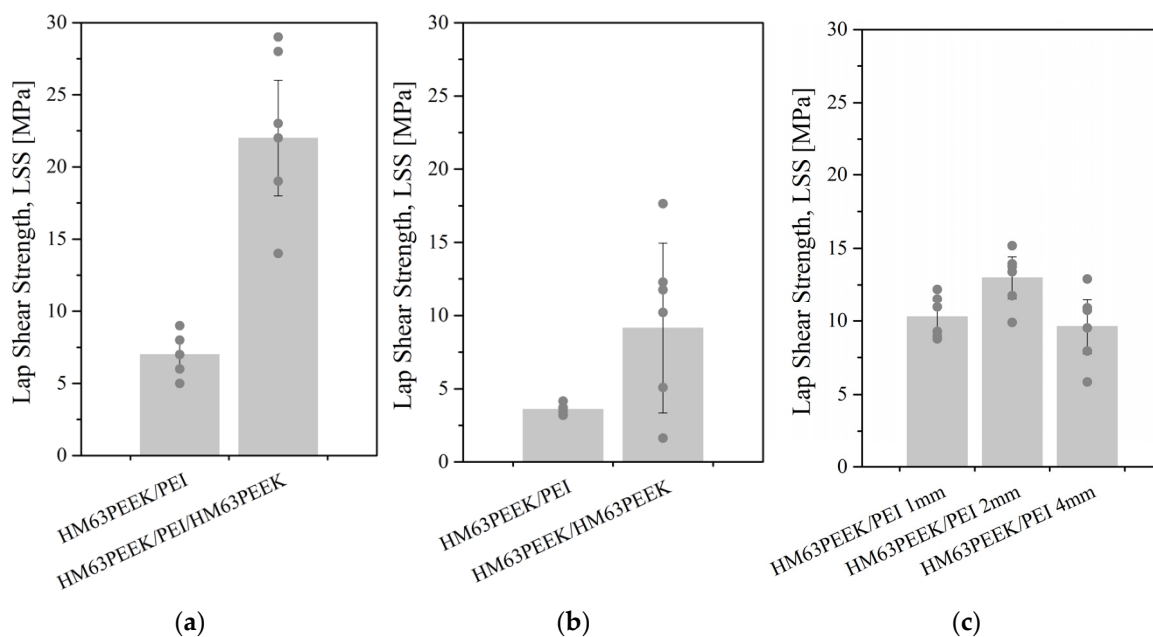 30
25
20
15
10
5
0
Lap Shear Strength, LSS [MPa]
HM63PEEK/PEI
HM63PEEK/PEI/HM63PEEK
(a)
30
25
20
15
10
5
0
Lap Shear Strength, LSS [MPa]
HM63PEEK/PEI
HM63PEEK/HM63PEEK
(b)
30
25
20
15
10
5
0
Lap Shear Strength, LSS [MPa]
HM63PEEK/PEI 1mm
HM63PEEK/PEI 2mm
HM63PEEK/PEI 4mm
(c)